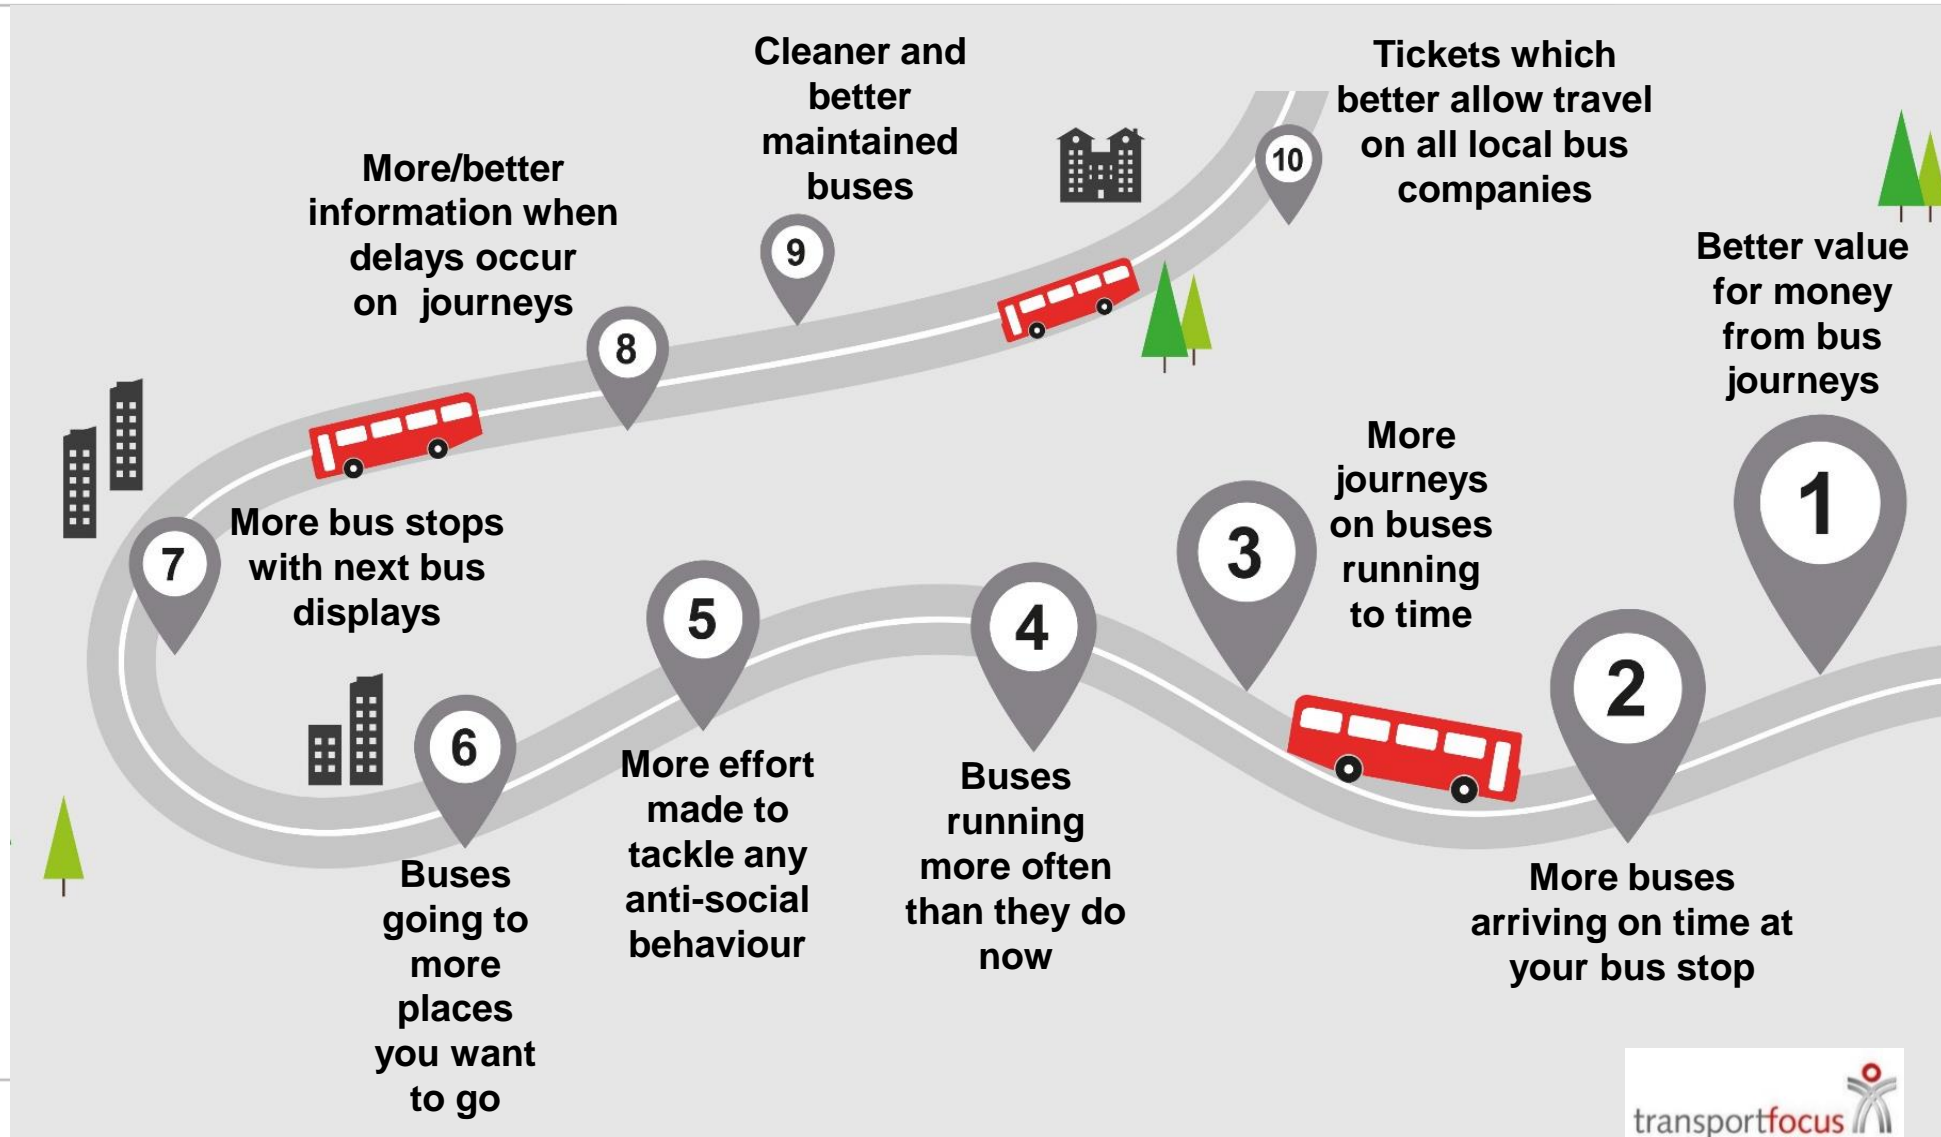 Cleaner and
better
maintained
buses
9
Tickets which
better allow travel
on all local bus
companies
10
More/better
information when
delays occur
on journeys
8
Better value
for money
from bus
journeys
1
More
journeys
on buses
running
to time
3
More bus stops
with next bus
displays
7
5
More effort
made to
tackle any
anti-social
behaviour
4
Buses
running
more often
than they do
now
2
More buses
arriving on time at
your bus stop
6
Buses
going to
more
places
you want
to go
transportfocus